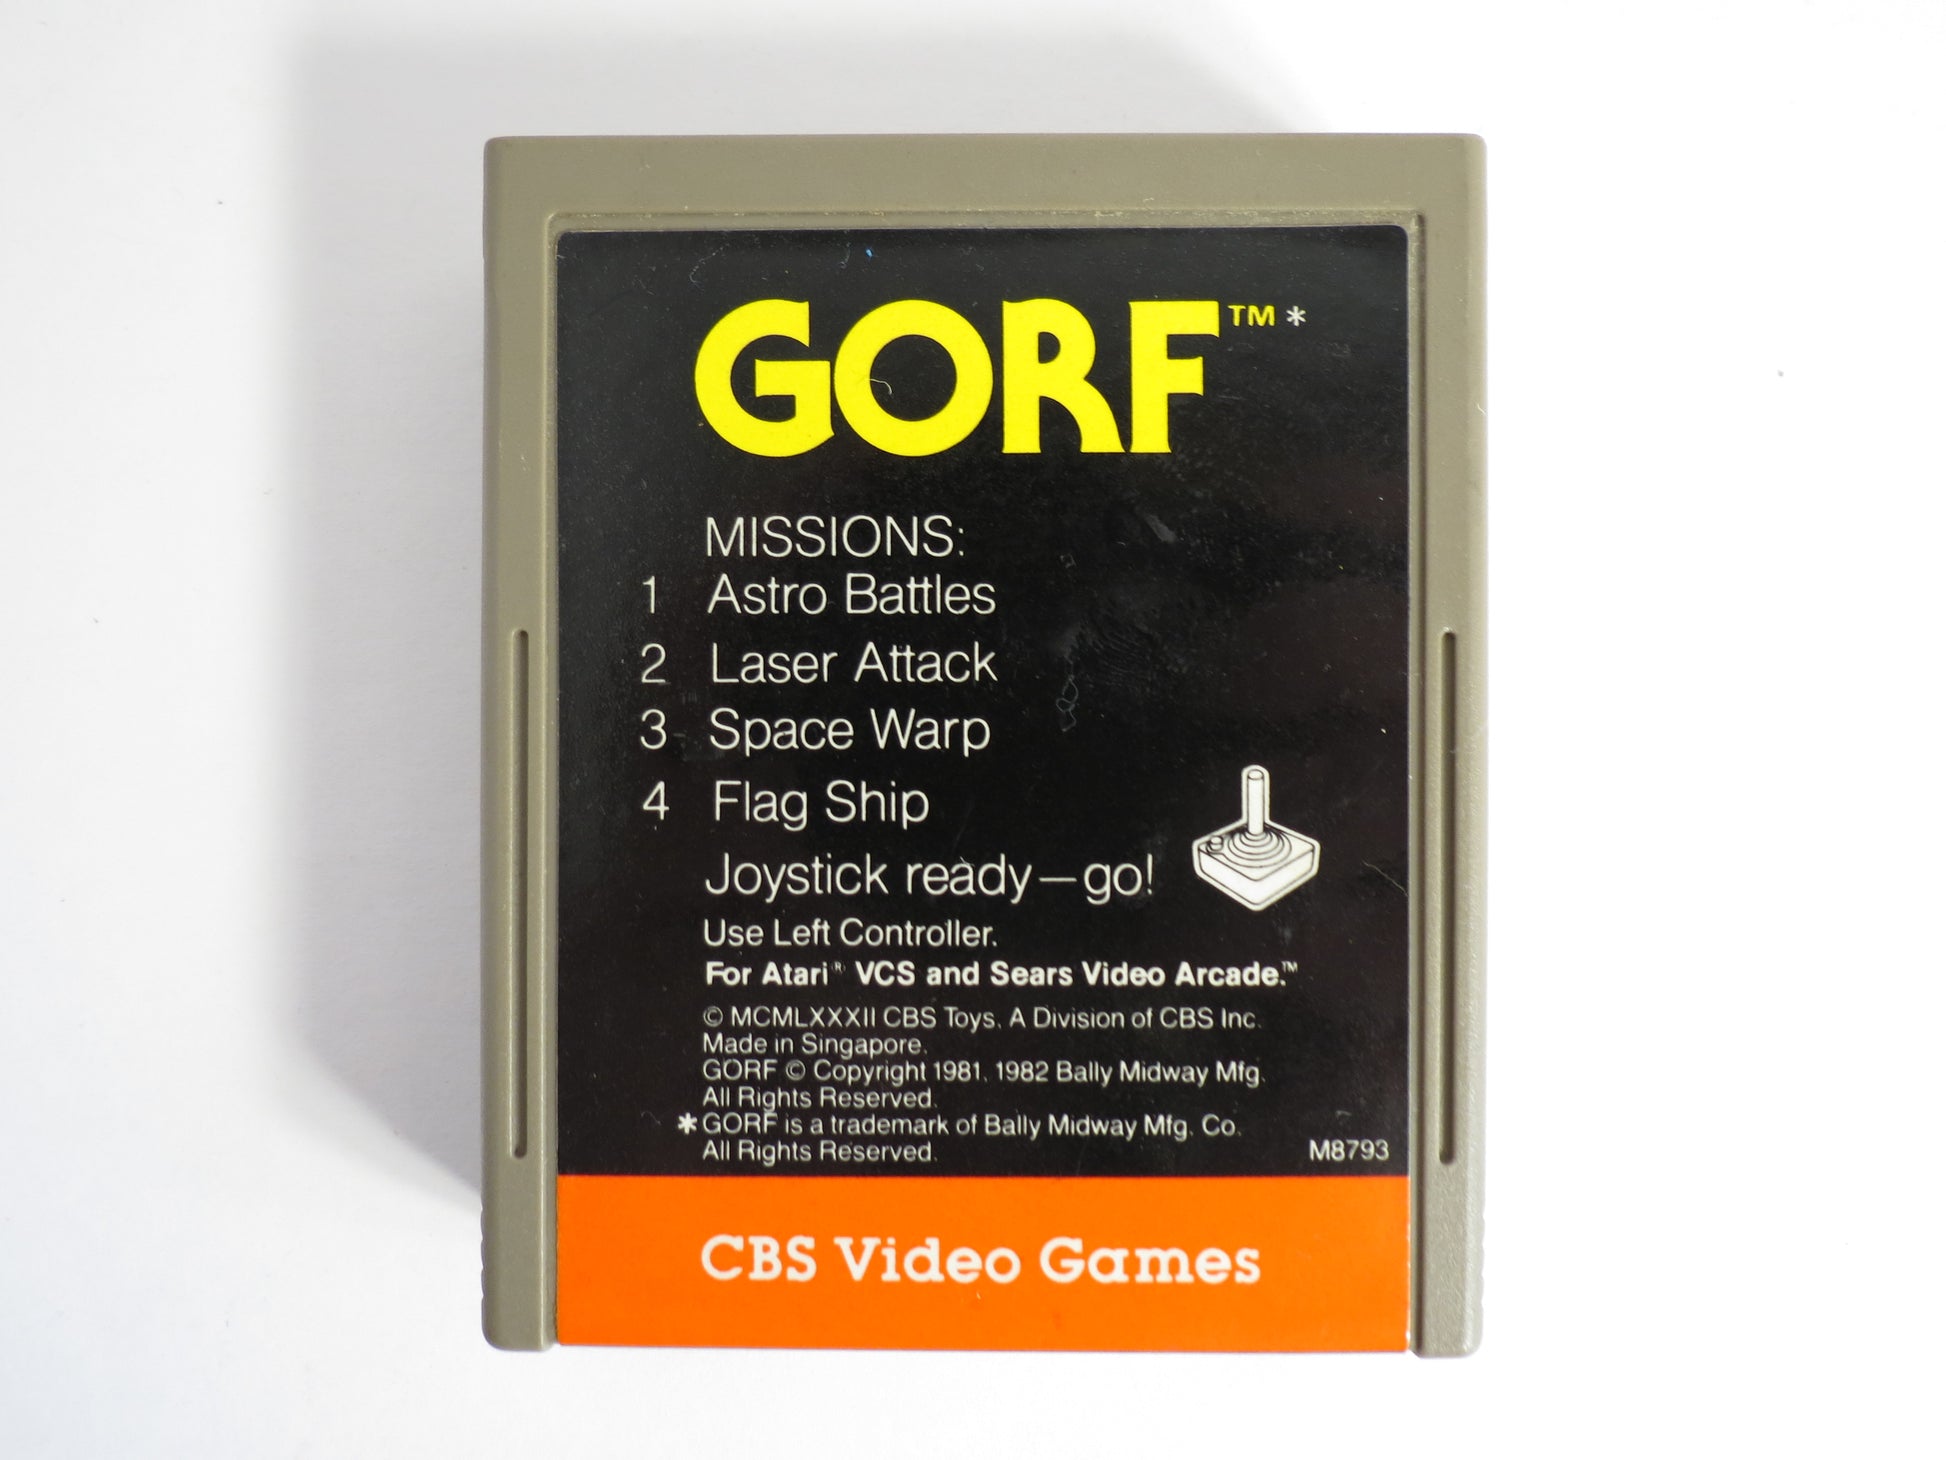 GORF™*
MISSIONS:
1 Astro Battles
2 Laser Attack
3 Space Warp
4 Flag Ship
Joystick ready—go!
Use Left Controller.
For Atari® VCS and Sears Video Arcade.™
© MCMLXXXII CBS Toys, A Division of CBS Inc.
Made in Singapore.
GORF © Copyright 1981, 1982 Bally Midway Mfg.
All Rights Reserved.
*GORF is a trademark of Bally Midway Mfg. Co.
All Rights Reserved.
M8793
CBS Video Games